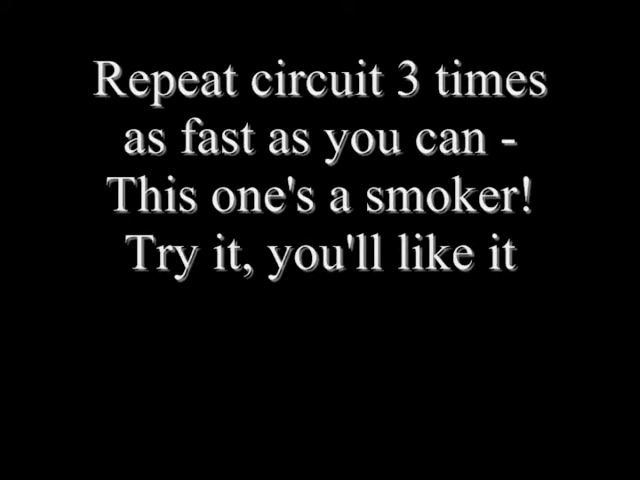 Repeat circuit 3 times
as fast as you can -
This one's a smoker!
Try it, you'll like it